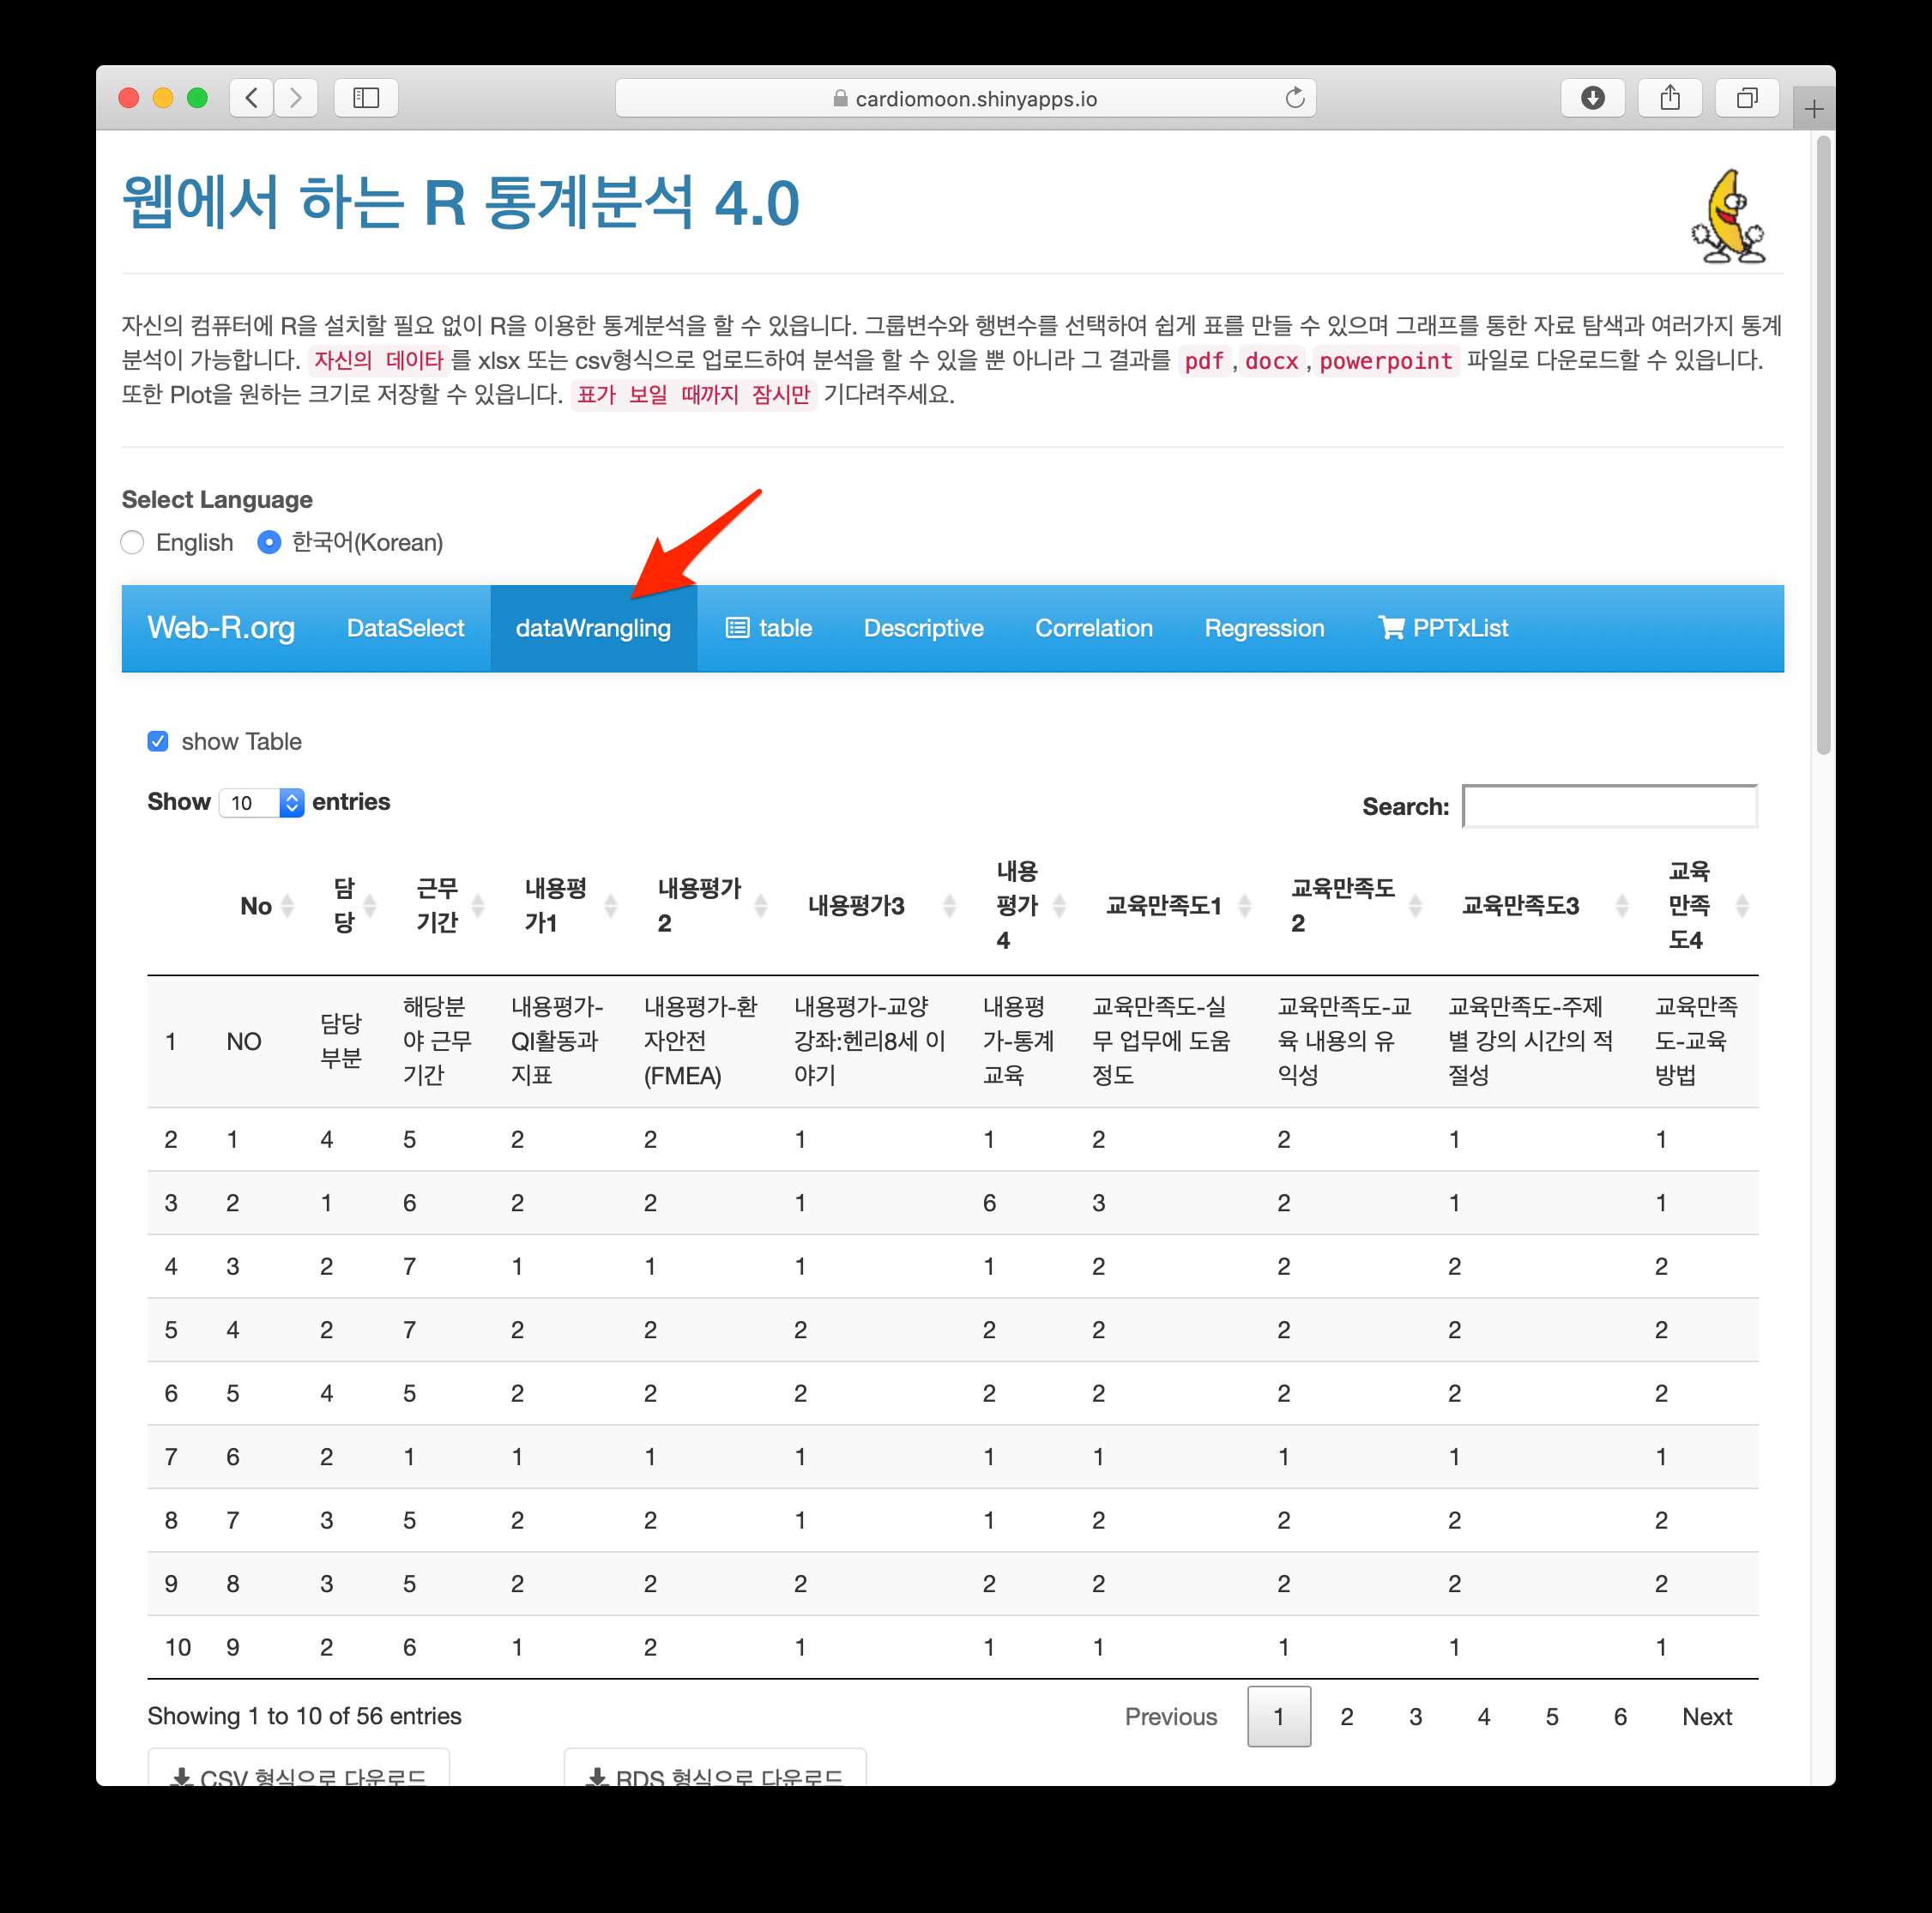 cardiomoon.shinyapps.io
웹에서 하는 R 통계분석 4.0
자신의 컴퓨터에 R을 설치할 필요 없이 R을 이용한 통계분석을 할 수 있읍니다. 그룹변수와 행변수를 선택하여 쉽게 표를 만들 수 있으며 그래프를 통한 자료 탐색과 여러가지 통계
분석이 가능합니다. 자신의 데이타 를 xlsx 또는 csv형식으로 업로드하여 분석을 할 수 있을 뿐 아니라 그 결과를 pdf , docx , powerpoint 파일로 다운로드할 수 있읍니다.
또한 Plot을 원하는 크기로 저장할 수 있읍니다. 표가 보일 때까지 잠시만 기다려주세요.
Select Language
English 한국어(Korean)
Web-R.org DataSelect dataWrangling table Descriptive Correlation Regression PPTxList
show Table
Show 10 entries Search:
No 담당 근무기간 내용평가1 내용평가2 내용평가3 내용평가4 교육만족도1 교육만족도2 교육만족도3 교육만족도4
1 NO 담당부분 해당분야 근무기간 내용평가-QI활동과 지표 내용평가-환자안전(FMEA) 내용평가-교양강좌:헨리8세 이야기 내용평가-통계교육 교육만족도-실무 업무에 도움정도 교육만족도-교육 내용의 유익성 교육만족도-주제별 강의 시간의 적절성 교육만족도-교육방법
2 1 4 5 2 2 1 1 2 2 1 1
3 2 1 6 2 2 1 6 3 2 1 1
4 3 2 7 1 1 1 1 2 2 2 2
5 4 2 7 2 2 2 2 2 2 2 2
6 5 4 5 2 2 2 2 2 2 2 2
7 6 2 1 1 1 1 1 1 1 1 1
8 7 3 5 2 2 1 1 2 2 2 2
9 8 3 5 2 2 2 2 2 2 2 2
10 9 2 6 1 2 1 1 1 1 1 1
Showing 1 to 10 of 56 entries Previous 1 2 3 4 5 6 Next
CSV 형식으로 다운로드 RDS 형식으로 다운로드